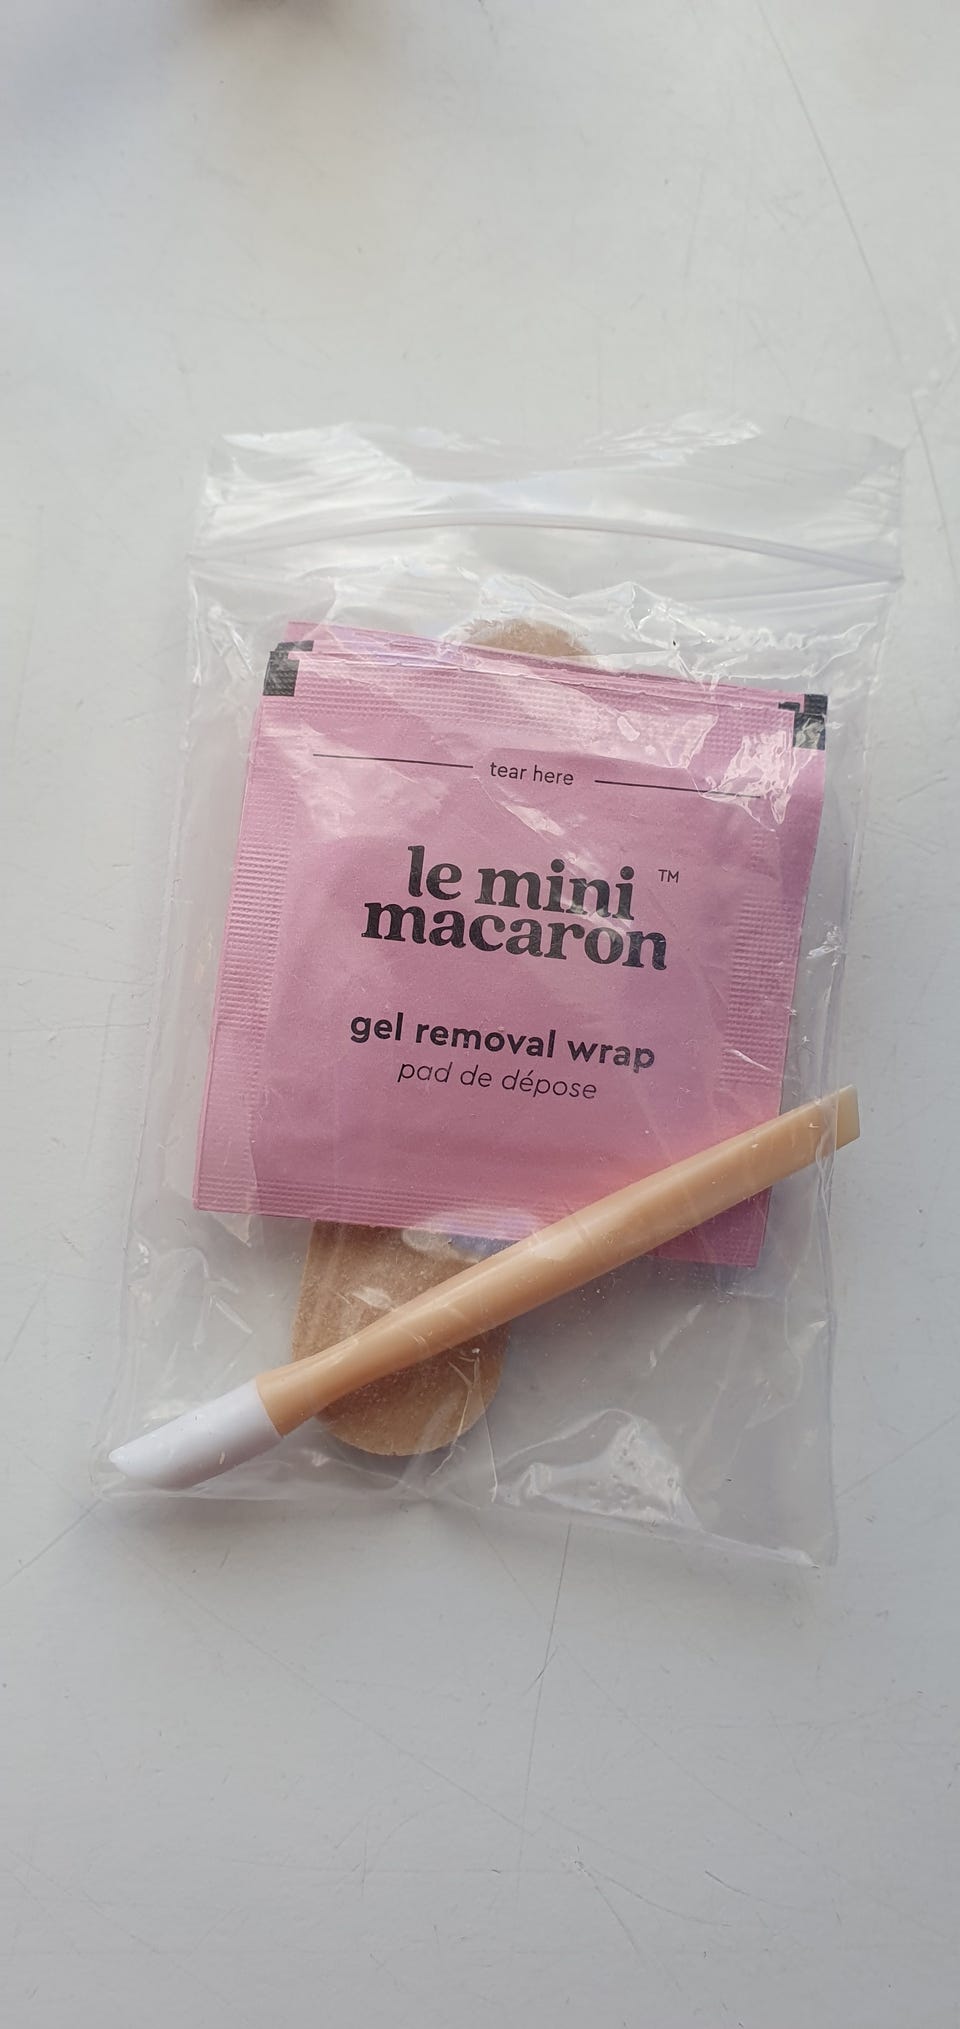 tear here
le mini ™
macaron
gel removal wrap
pad de dépose